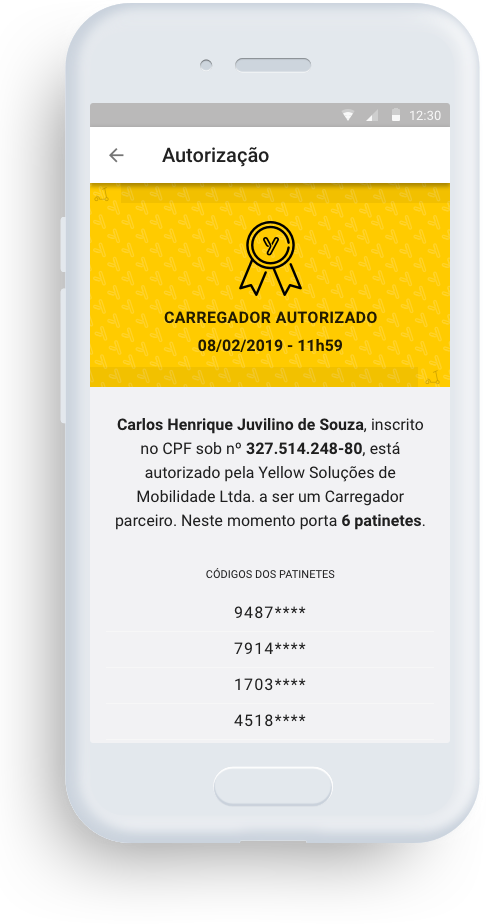 12:30
Autorização
CARREGADOR AUTORIZADO
08/02/2019 - 11h59
Carlos Henrique Juvilino de Souza, inscrito
no CPF sob nº 327.514.248-80, está
autorizado pela Yellow Soluções de
Mobilidade Ltda. a ser um Carregador
parceiro. Neste momento porta 6 patinetes.
CÓDIGOS DOS PATINETES
9487****
7914****
1703****
4518****